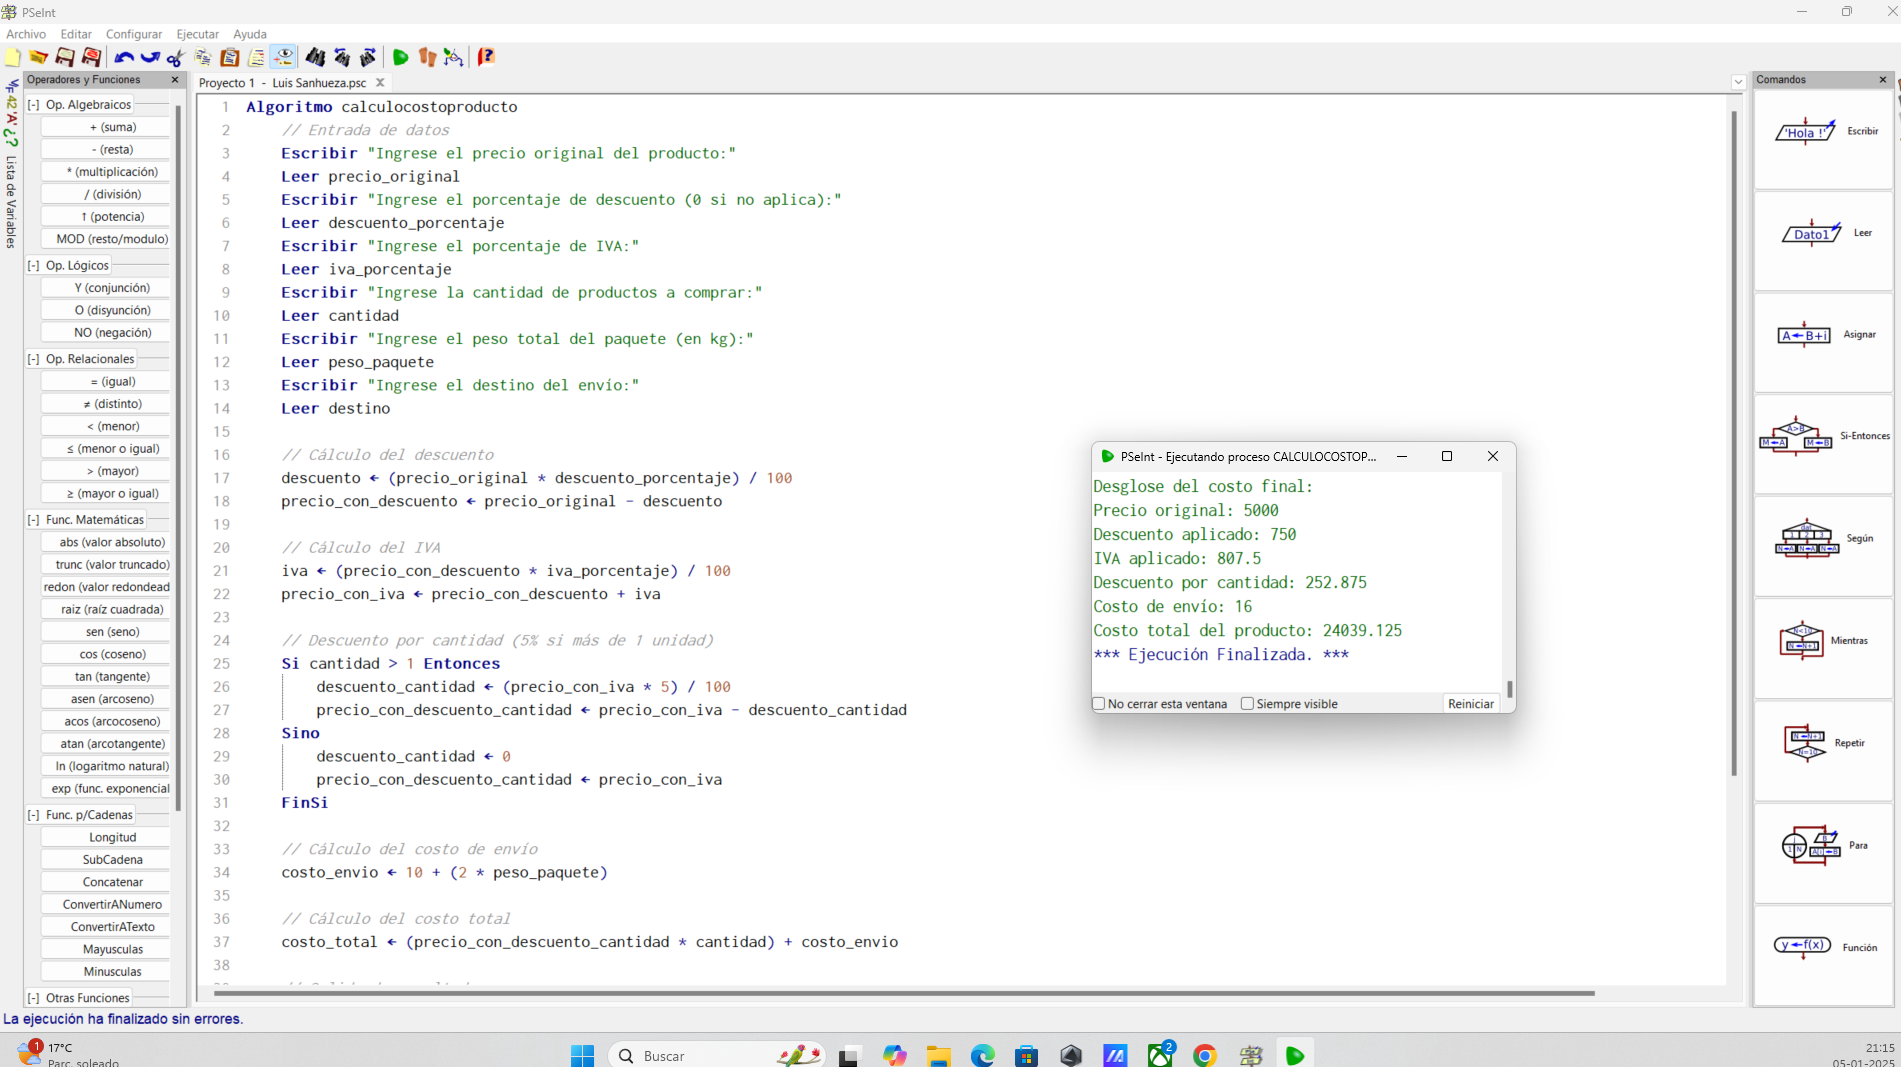 PSeInt
Archivo Editar Configurar Ejecutar Ayuda
Operadores y Funciones
Lista de Variables
[-] Op. Algebraicos
+ (suma)
- (resta)
* (multiplicación)
/ (división)
↑ (potencia)
MOD (resto/modulo)
[-] Op. Lógicos
Y (conjunción)
O (disyunción)
NO (negación)
[-] Op. Relacionales
= (igual)
≠ (distinto)
< (menor)
≤ (menor o igual)
> (mayor)
≥ (mayor o igual)
[-] Func. Matemáticas
abs (valor absoluto)
trunc (valor truncado)
redon (valor redondead
raiz (raíz cuadrada)
sen (seno)
cos (coseno)
tan (tangente)
asen (arcoseno)
acos (arcocoseno)
atan (arcotangente)
ln (logaritmo natural)
exp (func. exponencial
[-] Func. p/Cadenas
Longitud
SubCadena
Concatenar
ConvertirANumero
ConvertirATexto
Mayusculas
Minusculas
[-] Otras Funciones
Proyecto 1 - Luis Sanhueza.psc
1 Algoritmo calculocostoproducto
2 // Entrada de datos
3 Escribir "Ingrese el precio original del producto:"
4 Leer precio_original
5 Escribir "Ingrese el porcentaje de descuento (0 si no aplica):"
6 Leer descuento_porcentaje
7 Escribir "Ingrese el porcentaje de IVA:"
8 Leer iva_porcentaje
9 Escribir "Ingrese la cantidad de productos a comprar:"
10 Leer cantidad
11 Escribir "Ingrese el peso total del paquete (en kg):"
12 Leer peso_paquete
13 Escribir "Ingrese el destino del envío:"
14 Leer destino
15
16 // Cálculo del descuento
17 descuento ← (precio_original * descuento_porcentaje) / 100
18 precio_con_descuento ← precio_original - descuento
19
20 // Cálculo del IVA
21 iva ← (precio_con_descuento * iva_porcentaje) / 100
22 precio_con_iva ← precio_con_descuento + iva
23
24 // Descuento por cantidad (5% si más de 1 unidad)
25 Si cantidad > 1 Entonces
26 descuento_cantidad ← (precio_con_iva * 5) / 100
27 precio_con_descuento_cantidad ← precio_con_iva - descuento_cantidad
28 Sino
29 descuento_cantidad ← 0
30 precio_con_descuento_cantidad ← precio_con_iva
31 FinSi
32
33 // Cálculo del costo de envío
34 costo_envio ← 10 + (2 * peso_paquete)
35
36 // Cálculo del costo total
37 costo_total ← (precio_con_descuento_cantidad * cantidad) + costo_envio
38
PSeInt - Ejecutando proceso CALCULOCOSTOP...
Desglose del costo final:
Precio original: 5000
Descuento aplicado: 750
IVA aplicado: 807.5
Descuento por cantidad: 252.875
Costo de envío: 16
Costo total del producto: 24039.125
*** Ejecución Finalizada. ***
No cerrar esta ventana Siempre visible Reiniciar
Comandos
'Hola !' Escribir
Dato1 Leer
A←B+i Asignar
A>B M←A M←B Si-Entonces
Según
Mientras
Repetir
Para
y←f(x) Función
La ejecución ha finalizado sin errores.
1
17°C
Parc. soleado
Buscar
2
21:15
05-01-2025